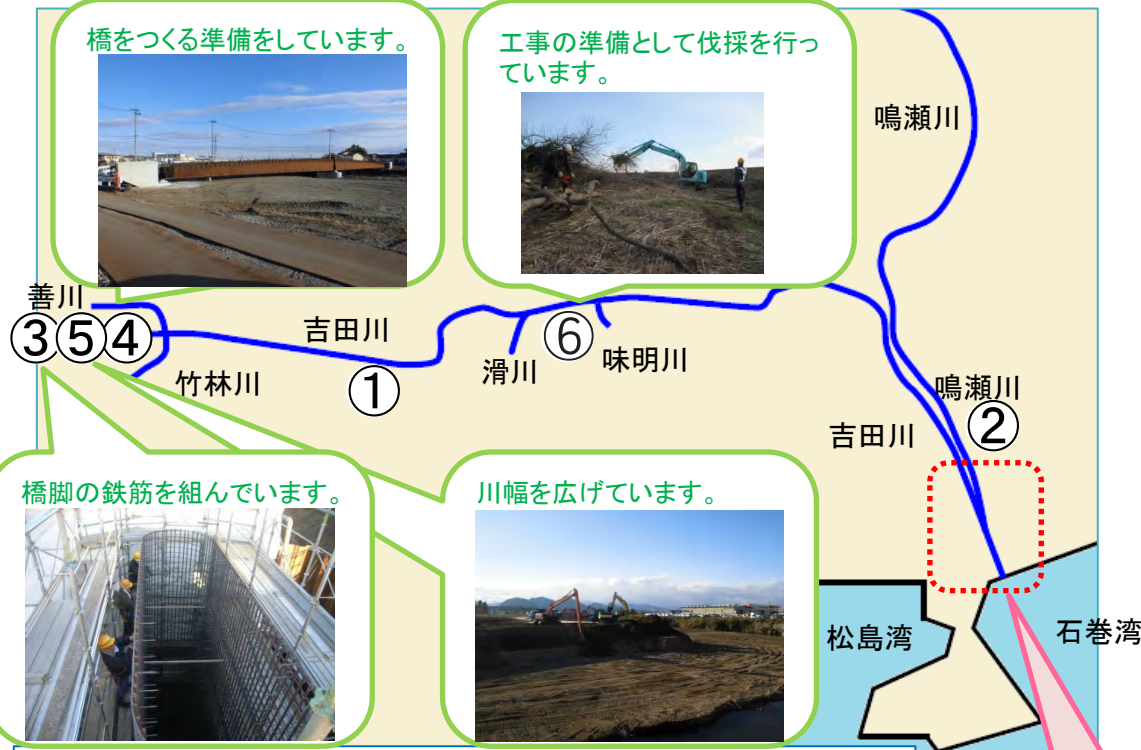 橋をつくる準備をしています。
工事の準備として伐採を行っ
ています。
鳴瀬川
善川
③⑤④
吉田川
⑥
滑川
味明川
竹林川
①
鳴瀬川
②
吉田川
橋脚の鉄筋を組んでいます。
川幅を広げています。
松島湾
石巻湾